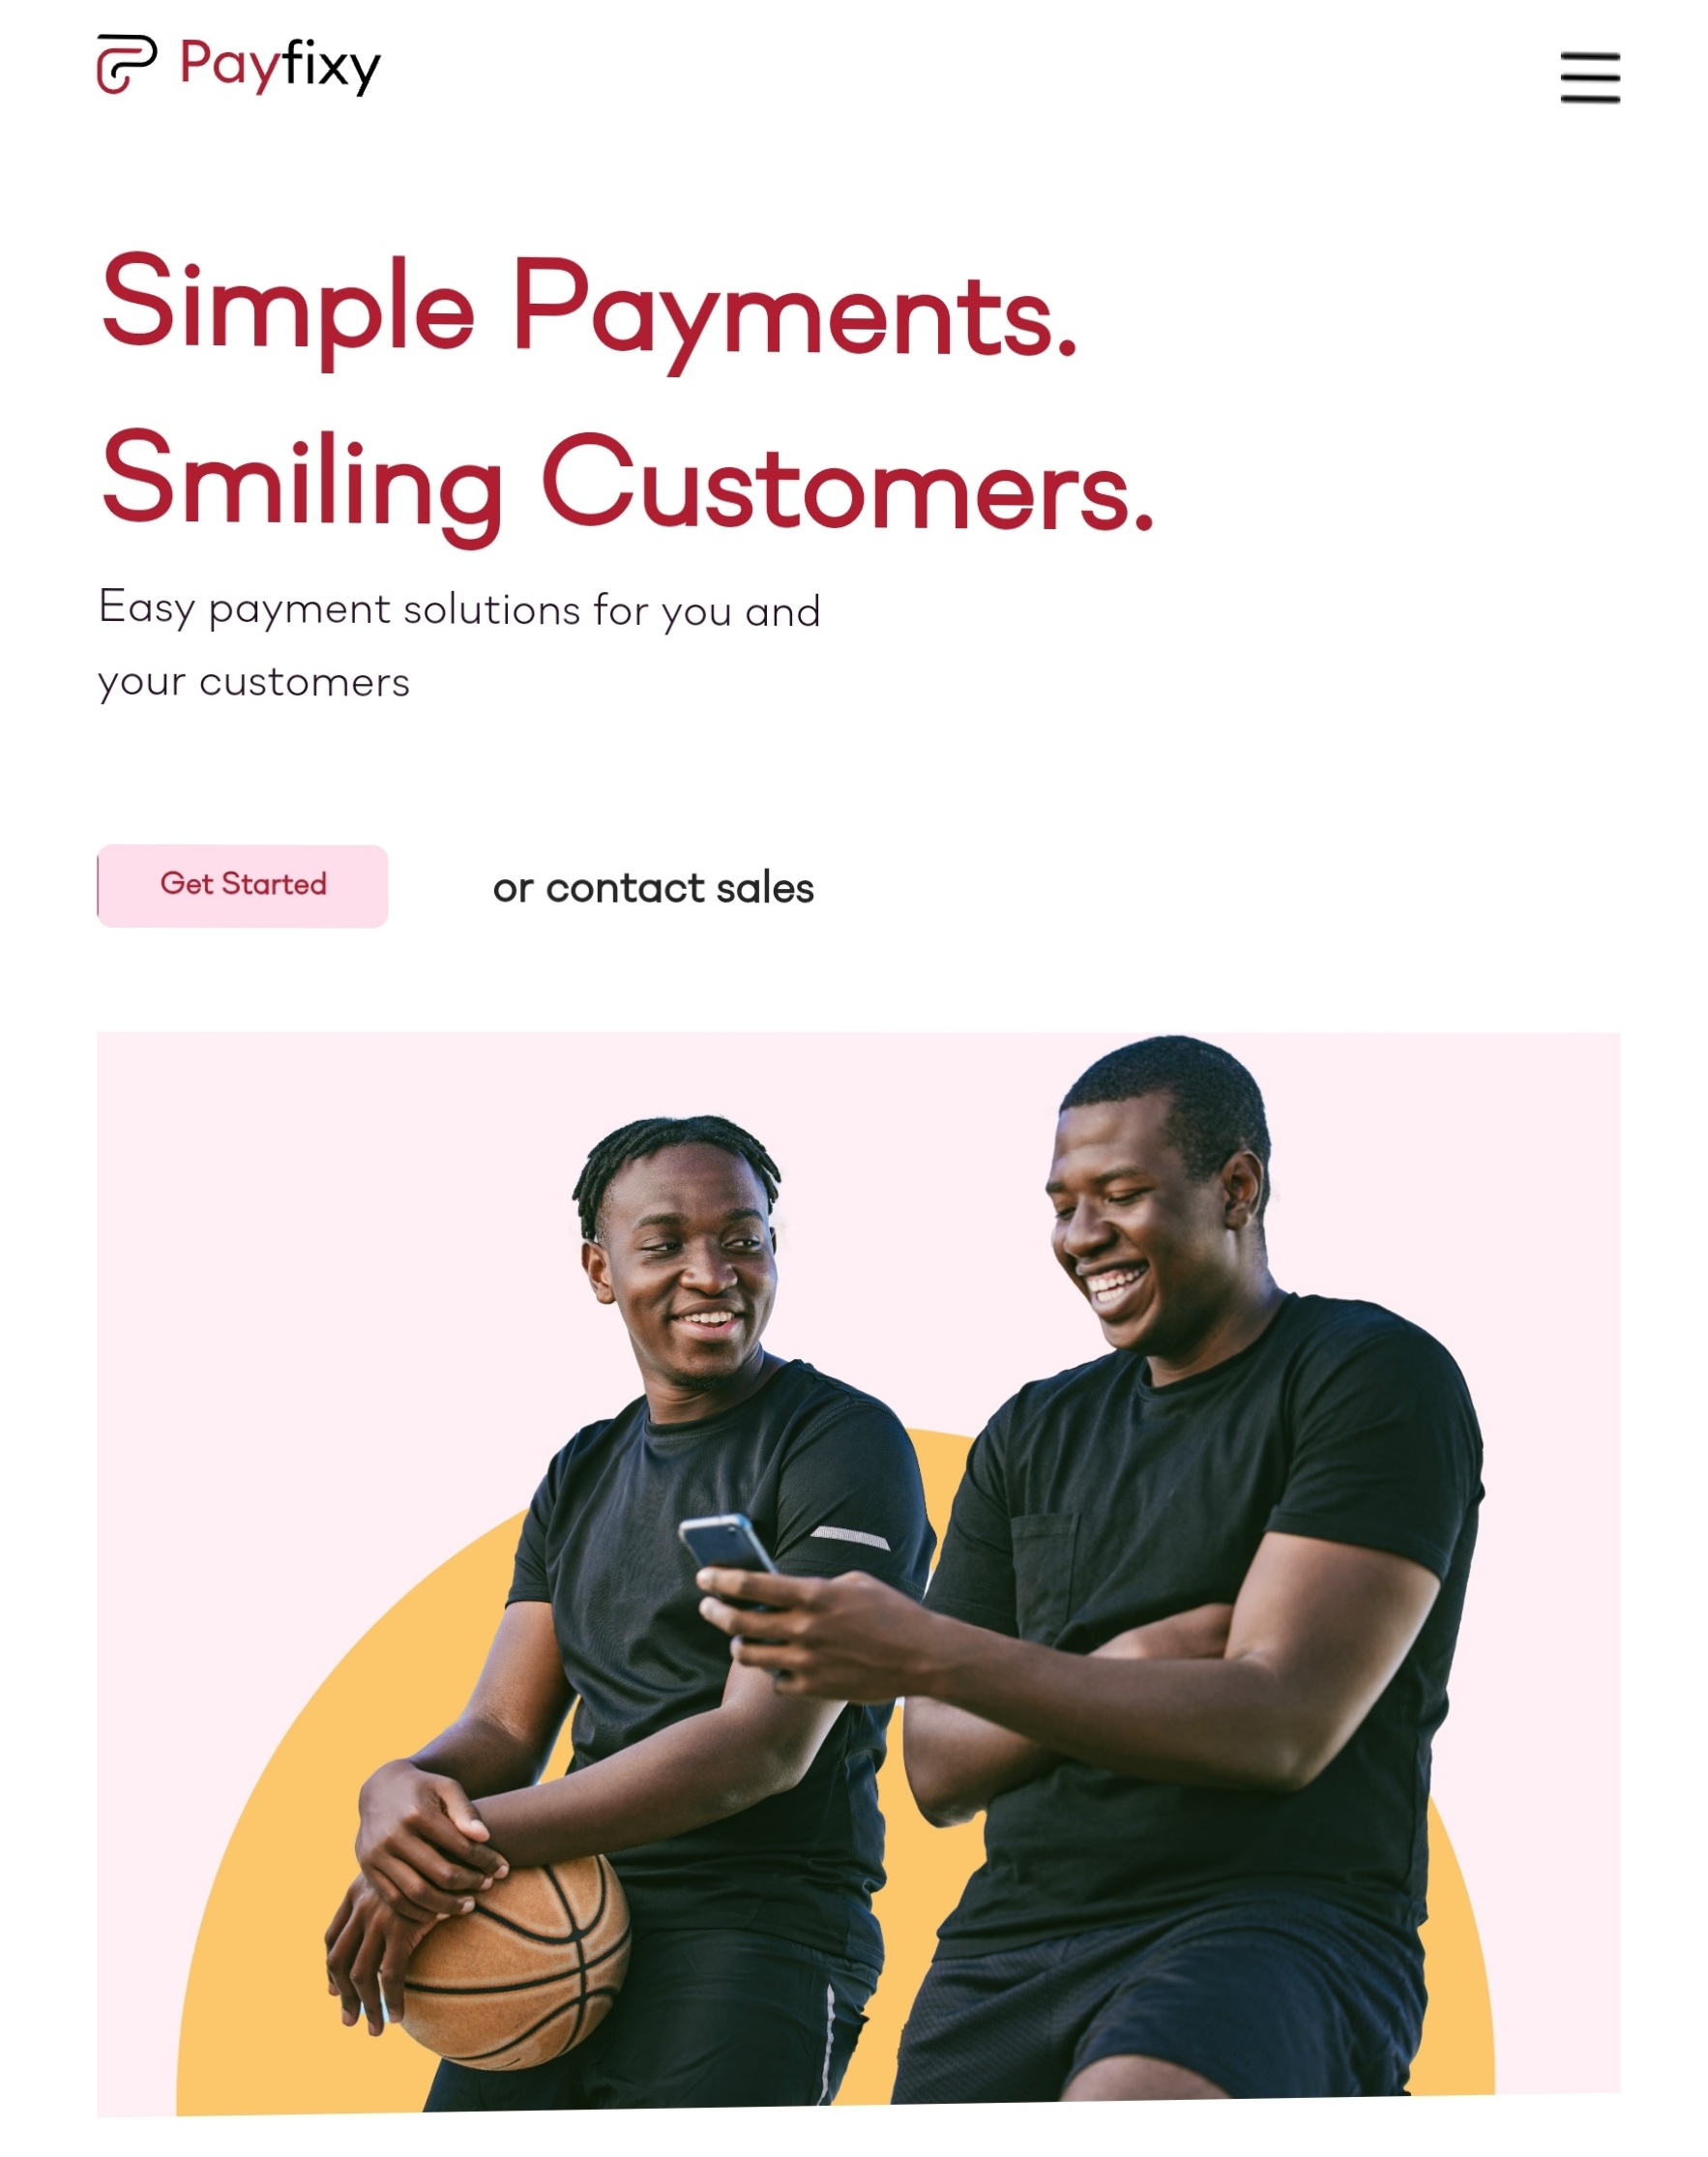 Payfixy
Simple Payments.
Smiling Customers.
Easy payment solutions for you and
your customers
Get Started
or contact sales